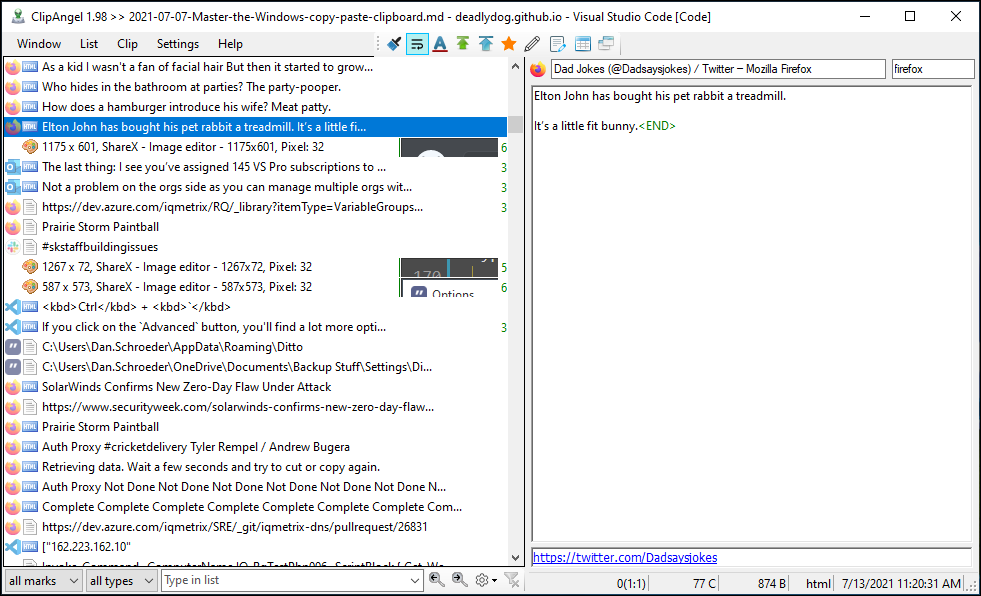 ClipAngel 1.98 >> 2021-07-07-Master-the-Windows-copy-paste-clipboard.md - deadlydog.github.io - Visual Studio Code [Code]
Window List Clip Settings Help
As a kid I wasn't a fan of facial hair But then it started to grow...
Who hides in the bathroom at parties? The party-pooper.
How does a hamburger introduce his wife? Meat patty.
Elton John has bought his pet rabbit a treadmill. It's a little fi...
1175 x 601, ShareX - Image editor - 1175x601, Pixel: 32 6
The last thing: I see you've assigned 145 VS Pro subscriptions to ... 3
Not a problem on the orgs side as you can manage multiple orgs wit... 3
https://dev.azure.com/iqmetrix/RQ/_library?itemType=VariableGroups... 3
Prairie Storm Paintball
#skstaffbuildingissues
1267 x 72, ShareX - Image editor - 1267x72, Pixel: 32 5
587 x 573, ShareX - Image editor - 587x573, Pixel: 32 Options 6
<kbd>Ctrl</kbd> + <kbd>`</kbd>
If you click on the `Advanced` button, you'll find a lot more opti... 3
C:\Users\Dan.Schroeder\AppData\Roaming\Ditto
C:\Users\Dan.Schroeder\OneDrive\Documents\Backup Stuff\Settings\Di...
SolarWinds Confirms New Zero-Day Flaw Under Attack
https://www.securityweek.com/solarwinds-confirms-new-zero-day-flaw...
Prairie Storm Paintball
Auth Proxy #cricketdelivery Tyler Rempel / Andrew Bugera
Retrieving data. Wait a few seconds and try to cut or copy again.
Auth Proxy Not Done Not Done Not Done Not Done Not Done Not Done N...
Complete Complete Complete Complete Complete Complete Complete Com...
https://dev.azure.com/iqmetrix/SRE/_git/iqmetrix-dns/pullrequest/26831
["162.223.162.10"
all marks all types Type in list
Dad Jokes (@Dadsaysjokes) / Twitter — Mozilla Firefox firefox
Elton John has bought his pet rabbit a treadmill.
It's a little fit bunny.<END>
https://twitter.com/Dadsaysjokes
0(1:1) 77 C 874 B html 7/13/2021 11:20:31 AM